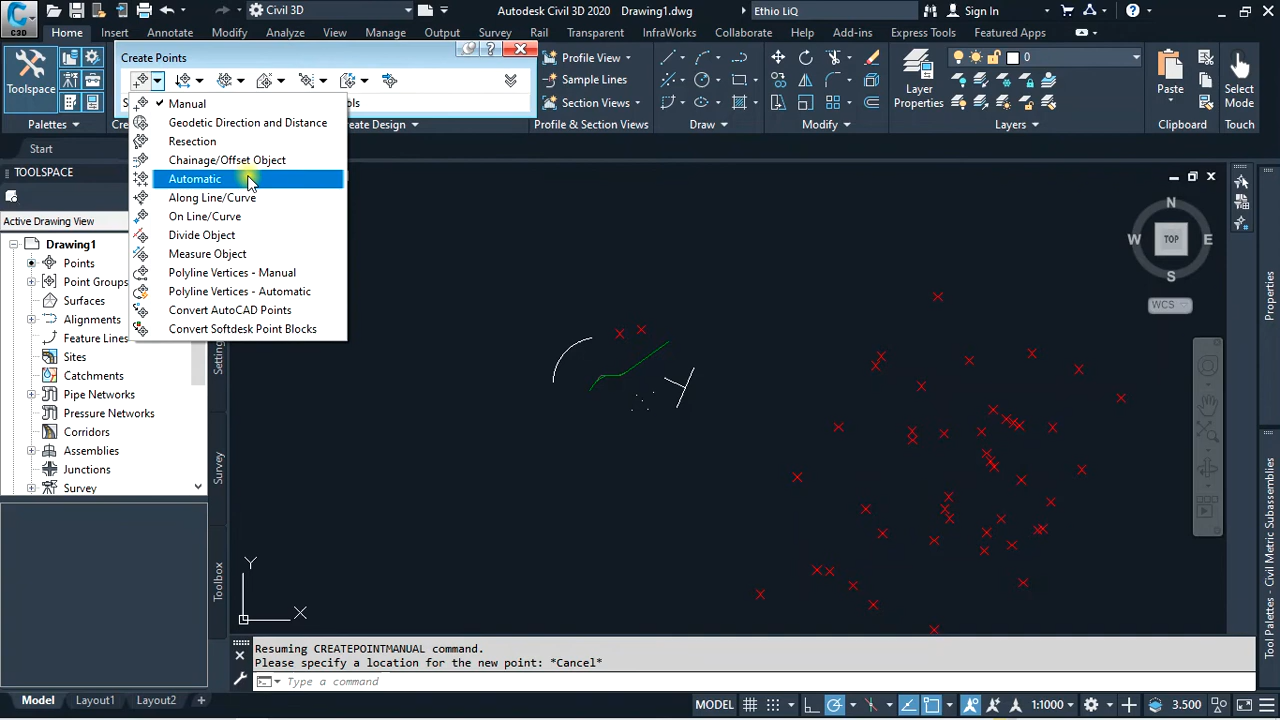 C3D
Civil 3D
Autodesk Civil 3D 2020 Drawing1.dwg
Ethio LiQ
Sign In
Home Insert Annotate Modify Analyze View Manage Output Survey Rail Transparent InfraWorks Collaborate Help Express Tools Featured Apps
Create Points
Toolspace
Palettes
Profile View
Sample Lines
Section Views
Profile & Section Views
Create Design
Draw
Modify
0
Layer Properties
Layers
Paste
Clipboard
Select Mode
Touch
Manual
Geodetic Direction and Distance
Resection
Chainage/Offset Object
Automatic
Along Line/Curve
On Line/Curve
Divide Object
Measure Object
Polyline Vertices - Manual
Polyline Vertices - Automatic
Convert AutoCAD Points
Convert Softdesk Point Blocks
Start
TOOLSPACE
Active Drawing View
Drawing1
Points
Point Groups
Surfaces
Alignments
Feature Lines
Sites
Catchments
Pipe Networks
Pressure Networks
Corridors
Assemblies
Junctions
Survey
Survey
Toolbox
N
W TOP E
S
WCS
Properties
Tool Palettes - Civil Metric Subassemblies
Y
X
Resuming CREATEPOINTMANUAL command.
Please specify a location for the new point: *Cancel*
Type a command
Model Layout1 Layout2 +
MODEL
1:1000
3.500